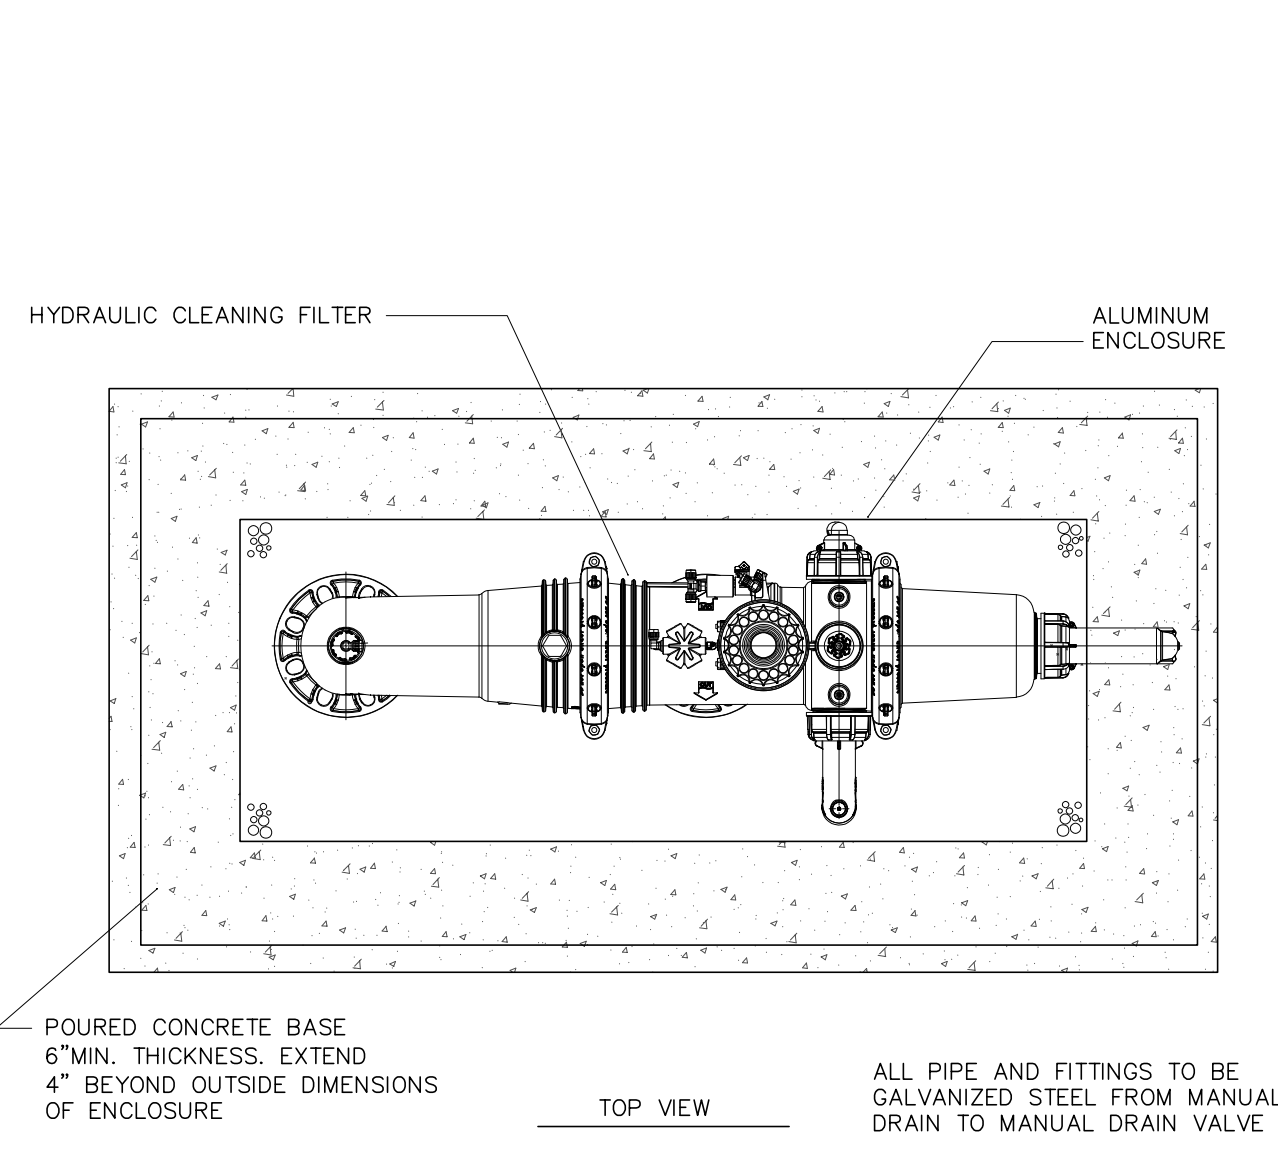 HYDRAULIC CLEANING FILTER
ALUMINUM
ENCLOSURE
POURED CONCRETE BASE
6”MIN. THICKNESS. EXTEND
4” BEYOND OUTSIDE DIMENSIONS
OF ENCLOSURE
TOP VIEW
ALL PIPE AND FITTINGS TO BE
GALVANIZED STEEL FROM MANUAL
DRAIN TO MANUAL DRAIN VALVE